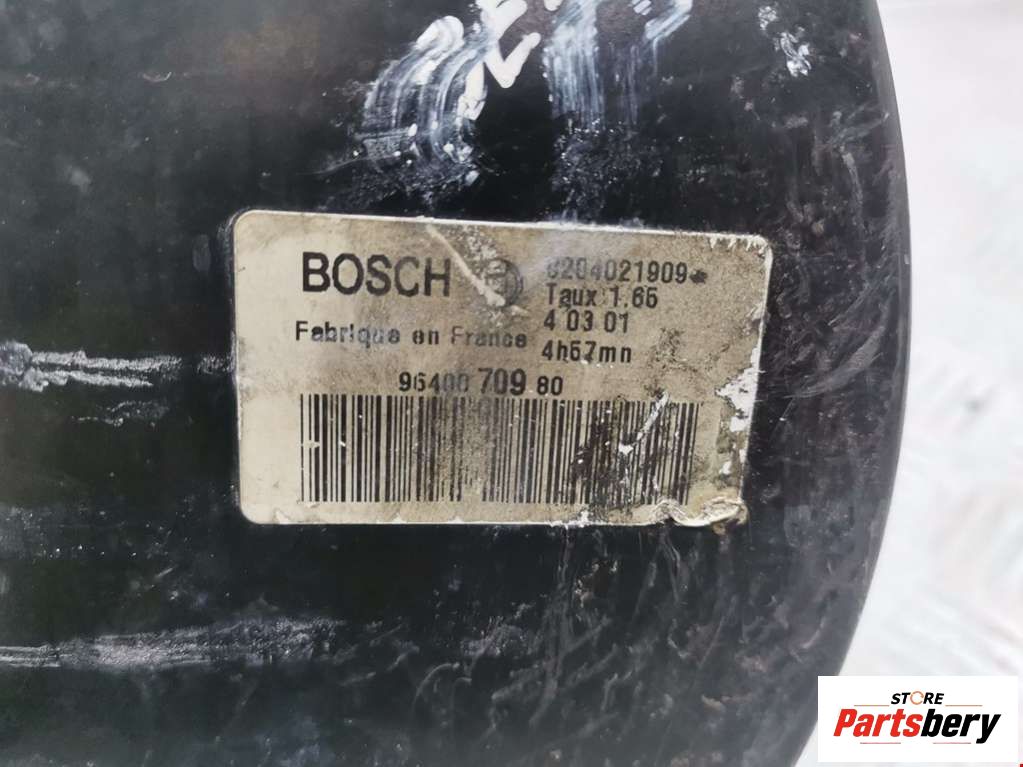 BOSCH
0204021909
Taux 1.65
4 03 01
Fabrique en France
4h57mn
96400 709 80
STORE
Partsbery